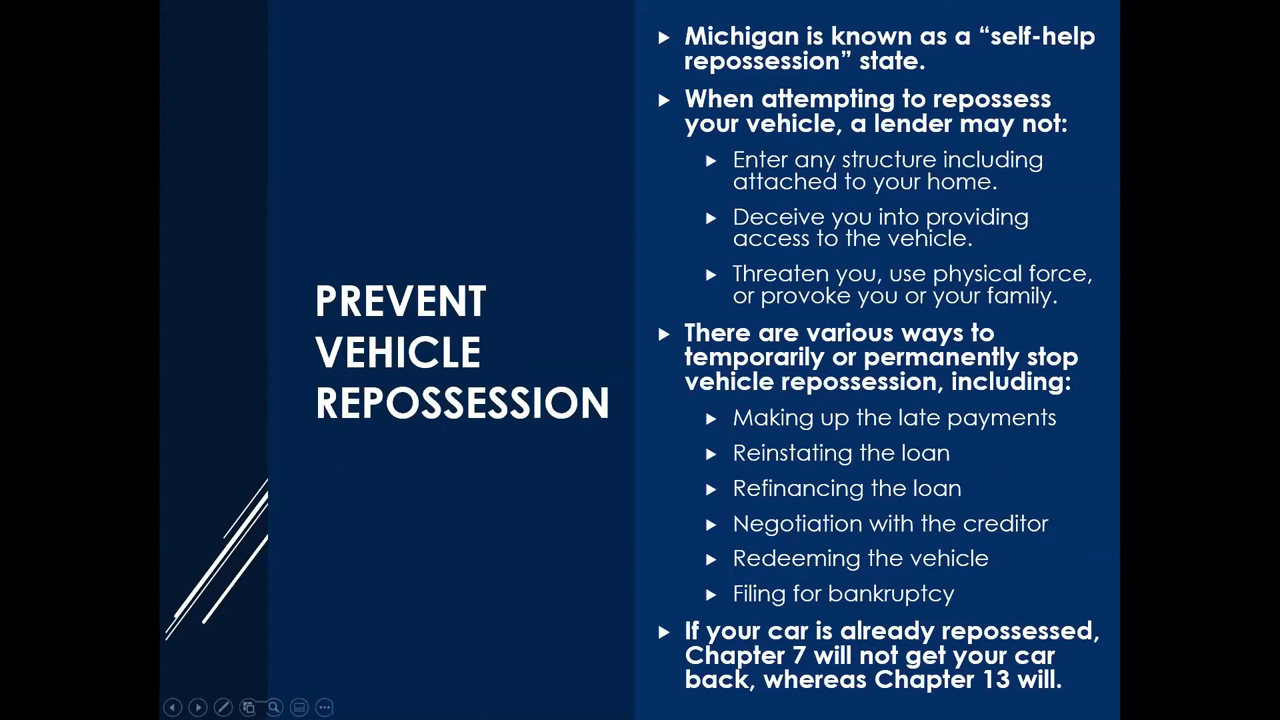 PREVENT
VEHICLE
REPOSSESSION
Michigan is known as a “self-help
repossession” state.
When attempting to repossess
your vehicle, a lender may not:
Enter any structure including
attached to your home.
Deceive you into providing
access to the vehicle.
Threaten you, use physical force,
or provoke you or your family.
There are various ways to
temporarily or permanently stop
vehicle repossession, including:
Making up the late payments
Reinstating the loan
Refinancing the loan
Negotiation with the creditor
Redeeming the vehicle
Filing for bankruptcy
If your car is already repossessed,
Chapter 7 will not get your car
back, whereas Chapter 13 will.